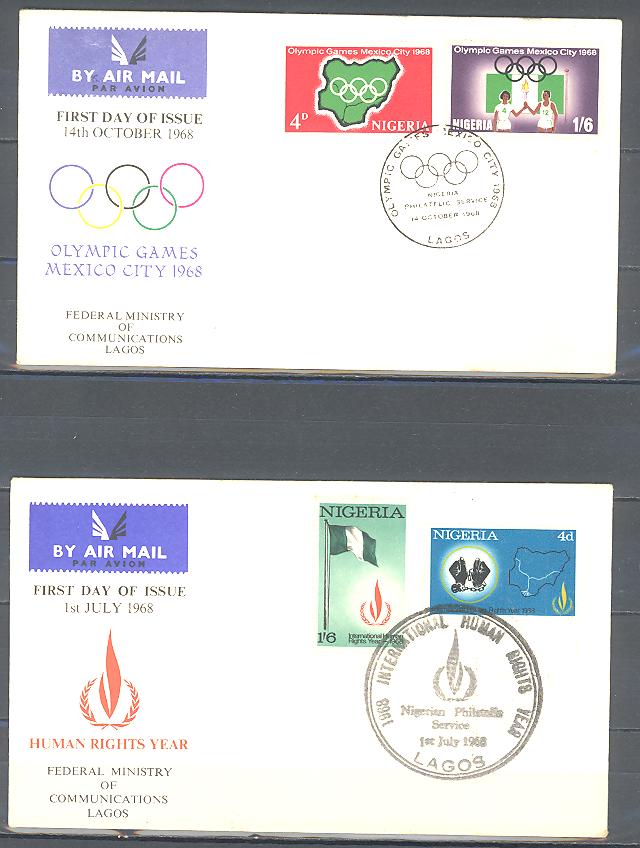 BY AIR MAIL
PAR AVION
FIRST DAY OF ISSUE
14th OCTOBER 1968
OLYMPIC GAMES
MEXICO CITY 1968
FEDERAL MINISTRY
OF
COMMUNICATIONS
LAGOS
Olympic Games Mexico City 1968
4D NIGERIA
Olympic Games Mexico City 1968
NIGERIA 1/6
OLYMPIC GAMES MEXICO CITY 1968
NIGERIA
PHILATELIC SERVICE
14 OCTOBER 1968
LAGOS
BY AIR MAIL
PAR AVION
FIRST DAY OF ISSUE
1st JULY 1968
HUMAN RIGHTS YEAR
FEDERAL MINISTRY
OF
COMMUNICATIONS
LAGOS
NIGERIA
1'6
International Human
Rights Year 1968
NIGERIA 4d
Rights Year 1968
1968 INTERNATIONAL HUMAN RIGHTS YEAR
Nigerian Philatelic
Service
1st July 1968
LAGOS